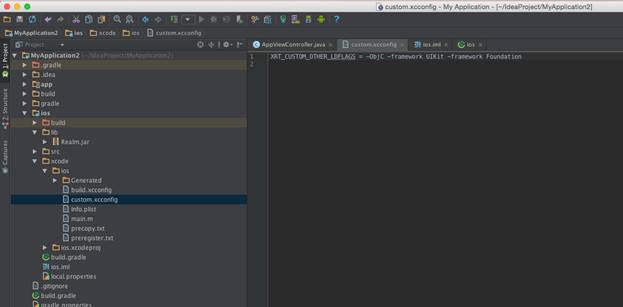 custom.xcconfig - My Application - [~/IdeaProject/MyApplication2]
MyApplication2
ios
xcode
ios
custom.xcconfig
Project
AppViewController.java
custom.xcconfig
ios.iml
ios
1: Project
Z: Structure
Captures
MyApplication2 (~/IdeaProject/MyApplication2)
.gradle
.idea
app
build
gradle
ios
build
lib
Realm.jar
src
xcode
ios
Generated
build.xcconfig
custom.xcconfig
Info.plist
main.m
precopy.txt
preregister.txt
ios.xcodeproj
build.gradle
ios.iml
local.properties
.gitignore
build.gradle
gradle.properties
1 XRT_CUSTOM_OTHER_LDFLAGS = -ObjC -framework UIKit -framework Foundation
2